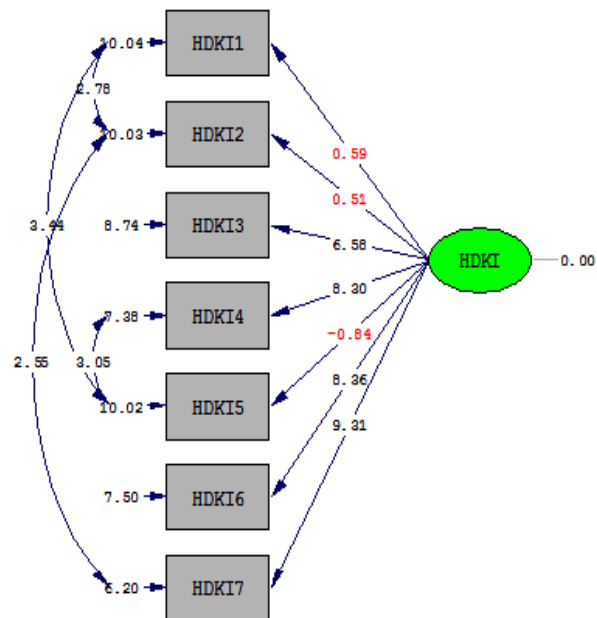 10.04 HDKI1
2.78
0.59
10.03 HDKI2
0.51
3.44
8.74 HDKI3
6.58
HDKI 0.00
8.30
7.38 HDKI4
-0.84
2.55
3.05
8.36
10.02 HDKI5
9.31
7.50 HDKI6
6.20 HDKI7